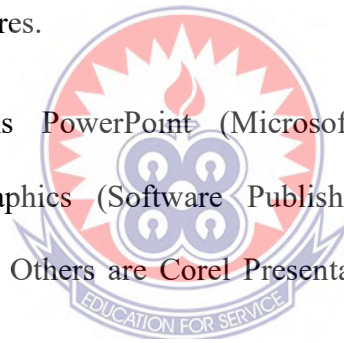 res.
s PowerPoint (Microsof
aphics (Software Publish
Others are Corel Presenta
EDUCATION FOR SERVICE